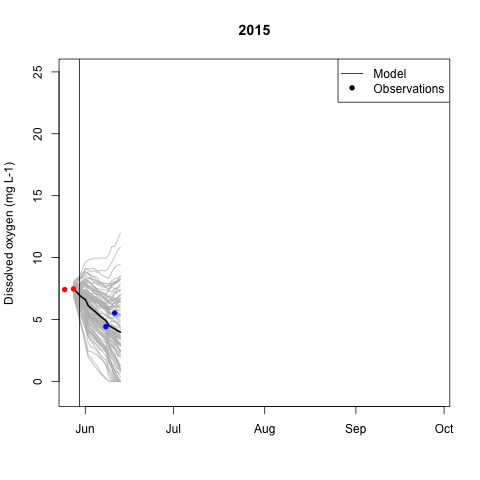 2015
Dissolved oxygen (mg L-1)
25
20
15
10
5
0
Model
Observations
Jun
Jul
Aug
Sep
Oct